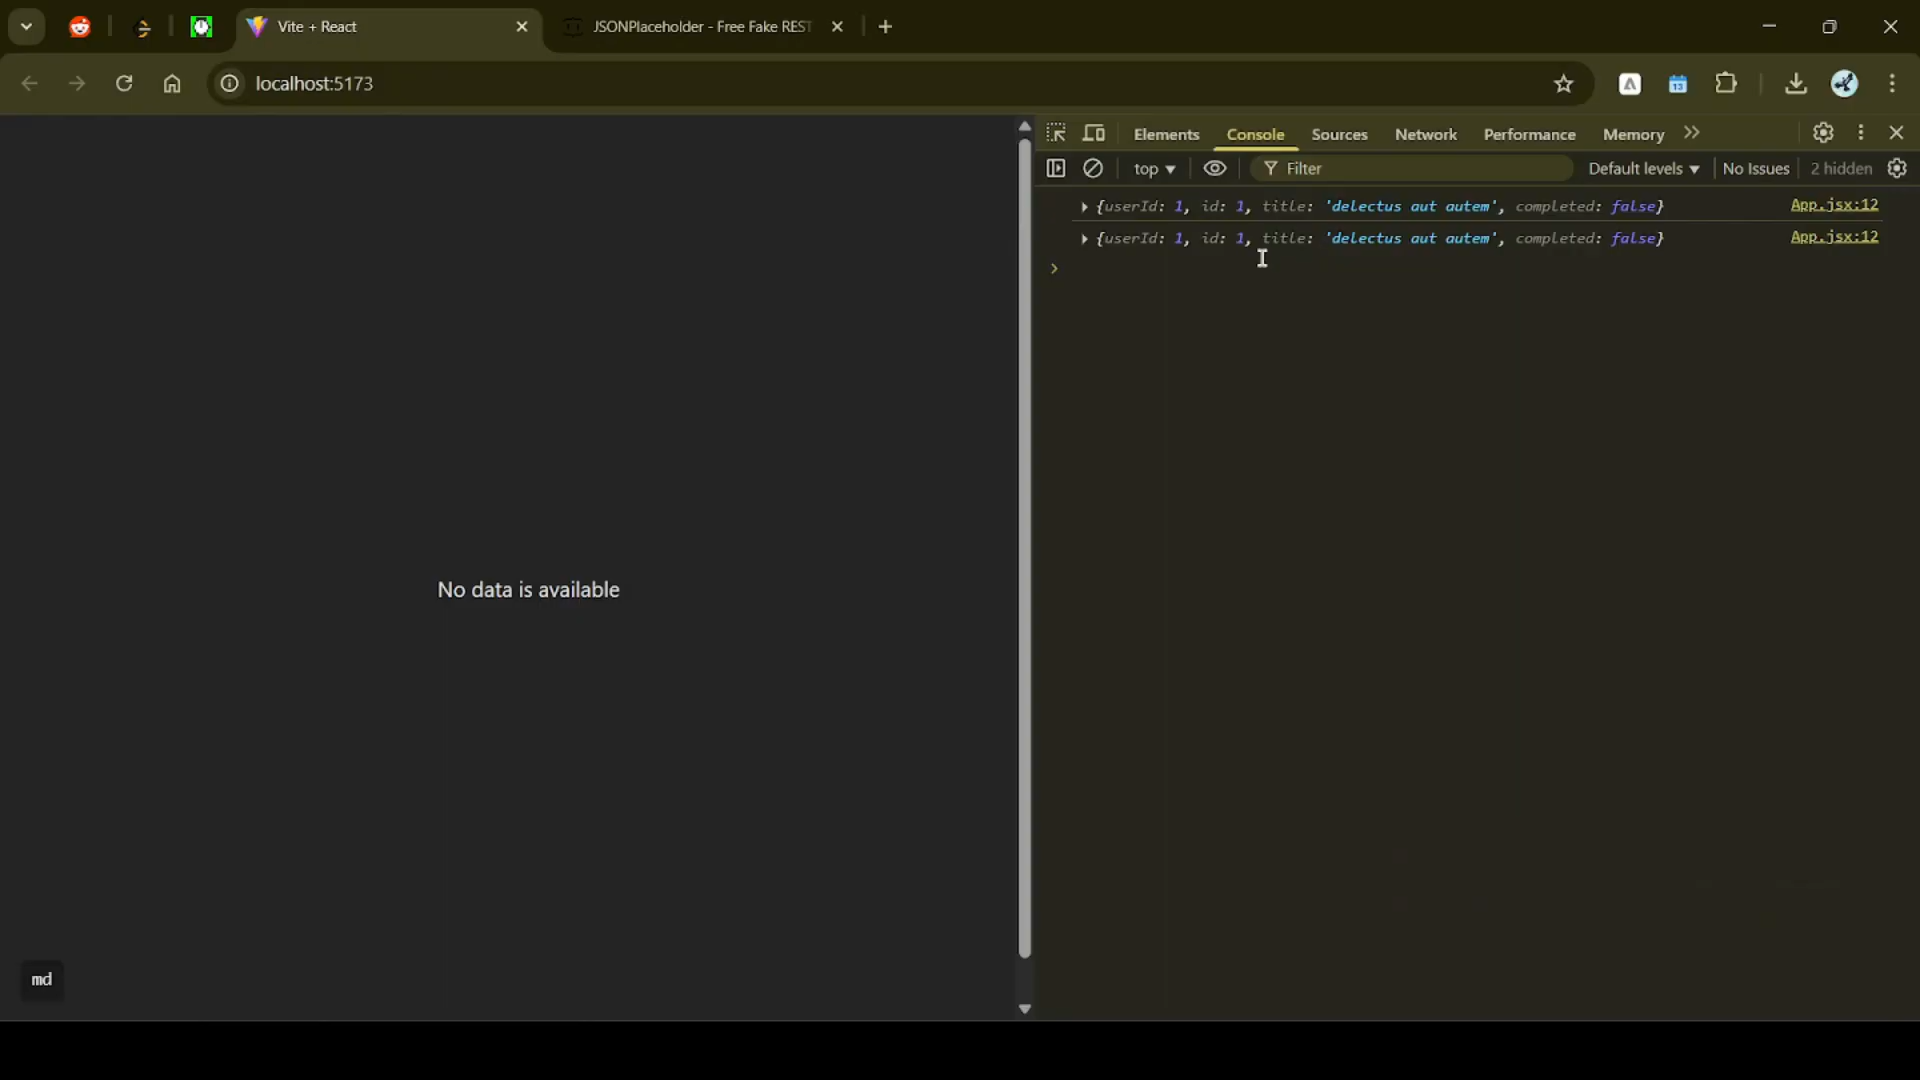 Vite + React
JSONPlaceholder - Free Fake REST
localhost:5173
13
Elements Console Sources Network Performance Memory
top Filter Default levels No Issues 2 hidden
{userId: 1, id: 1, title: 'delectus aut autem', completed: false} App.jsx:12
{userId: 1, id: 1, title: 'delectus aut autem', completed: false} App.jsx:12
No data is available
md